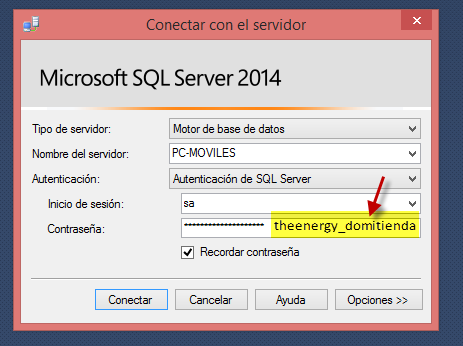 Conectar con el servidor
Microsoft SQL Server 2014
Tipo de servidor: Motor de base de datos
Nombre del servidor: PC-MOVILES
Autenticación: Autenticación de SQL Server
Inicio de sesión: sa
Contraseña: ******************** theenergy_domitienda
Recordar contraseña
Conectar Cancelar Ayuda Opciones >>